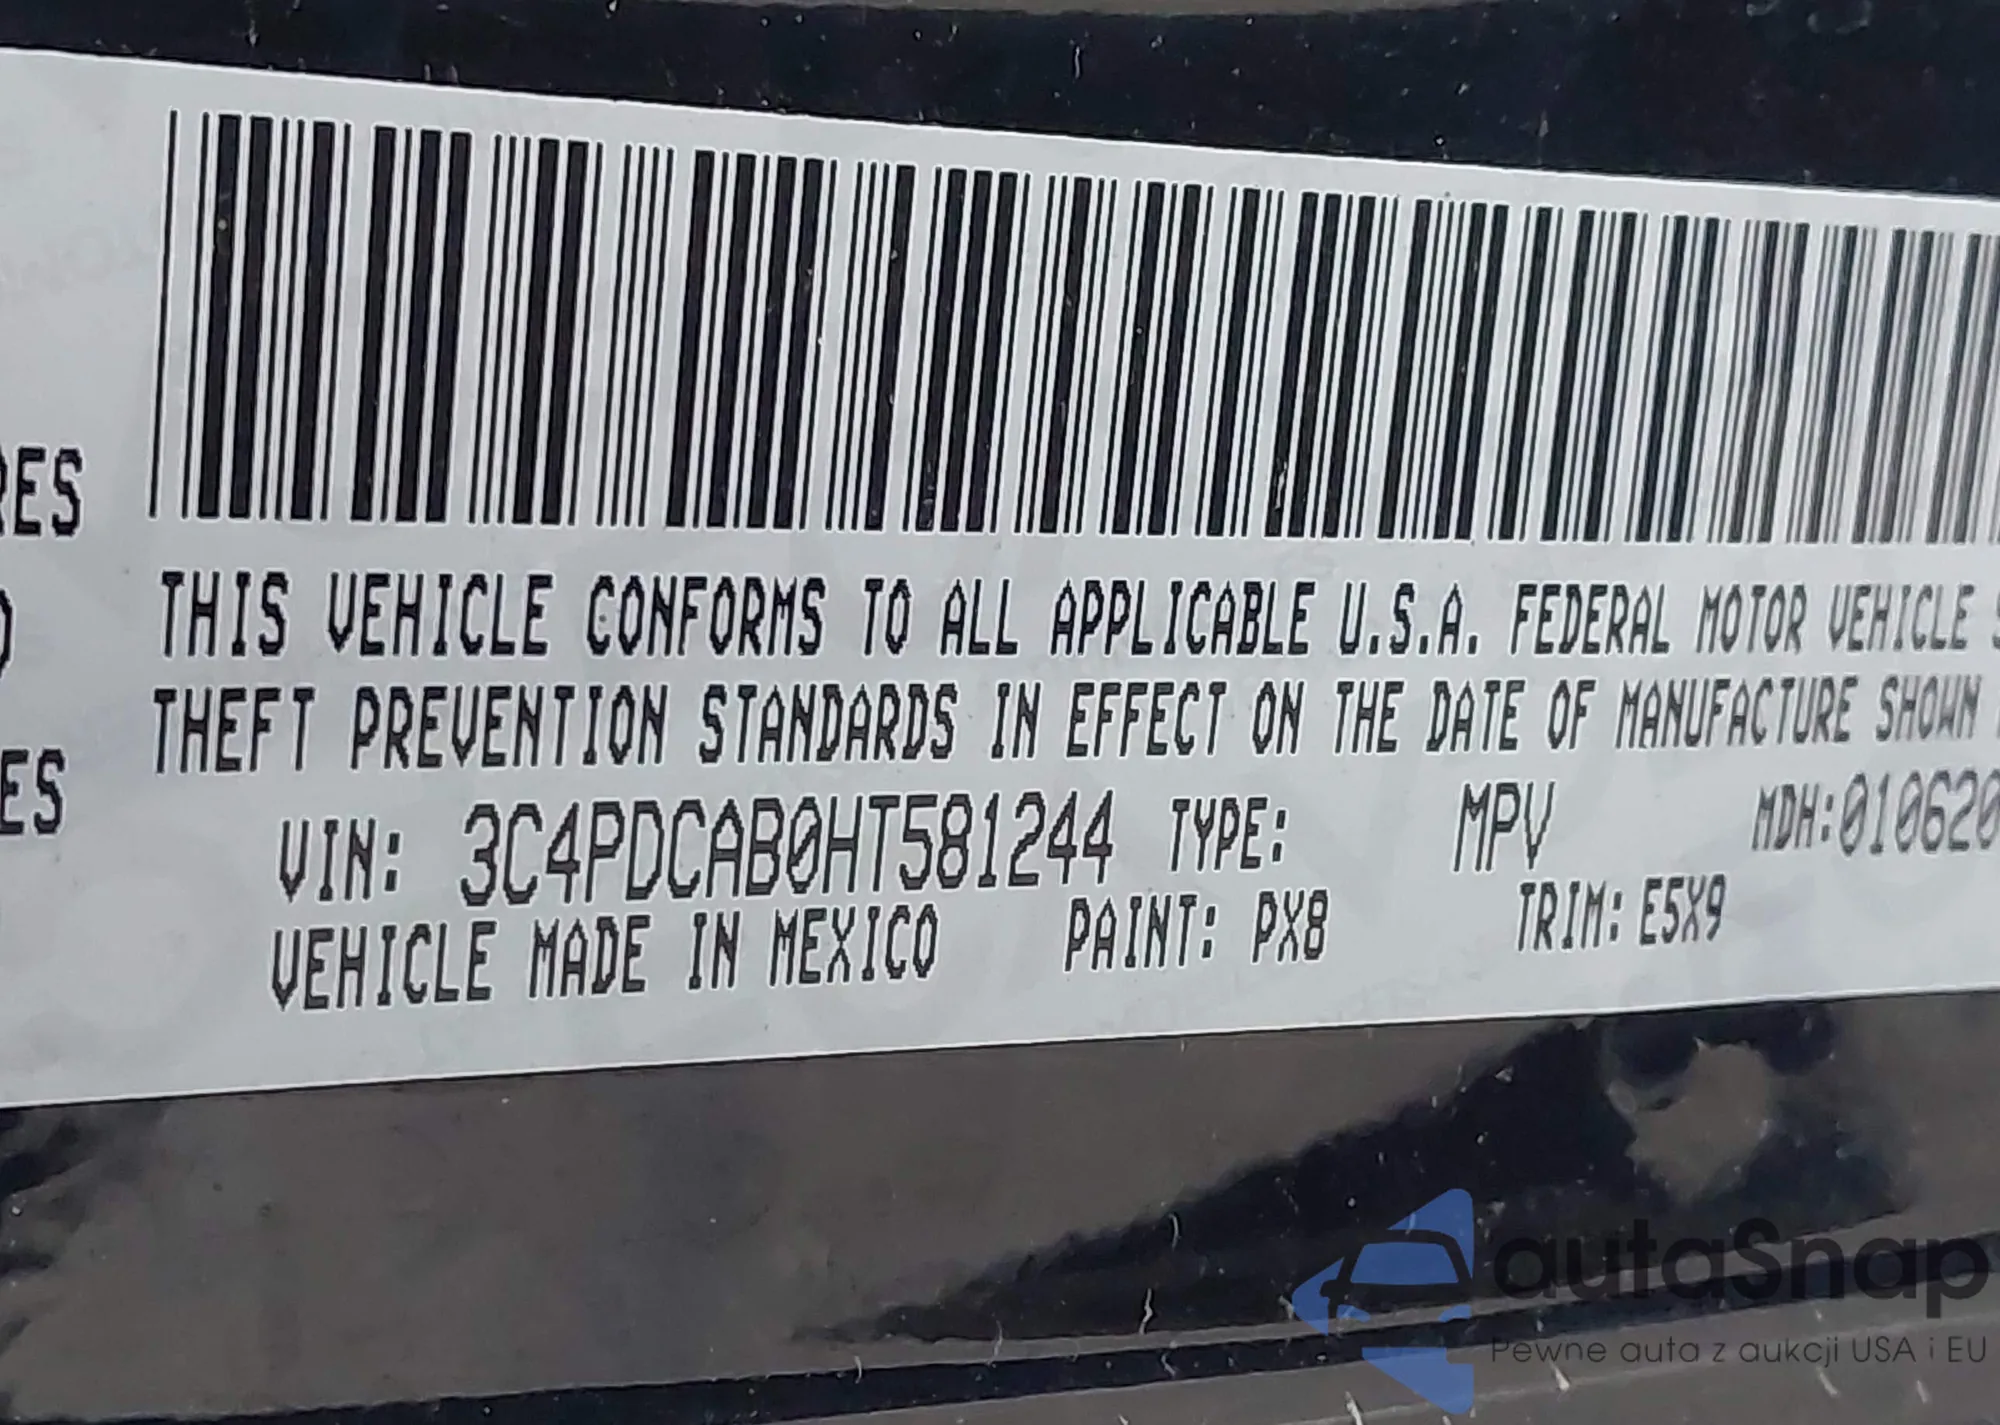 RES
THIS VEHICLE CONFORMS TO ALL APPLICABLE U.S.A. FEDERAL MOTOR VEHICLE
THEFT PREVENTION STANDARDS IN EFFECT ON THE DATE OF MANUFACTURE SHOWN
ES
VIN: 3C4PDCAB0HT581244 TYPE: MPV MDH:010620
VEHICLE MADE IN MEXICO PAINT: PX8 TRIM: E5X9
autaSnap
Pewne auta z aukcji USA i EU